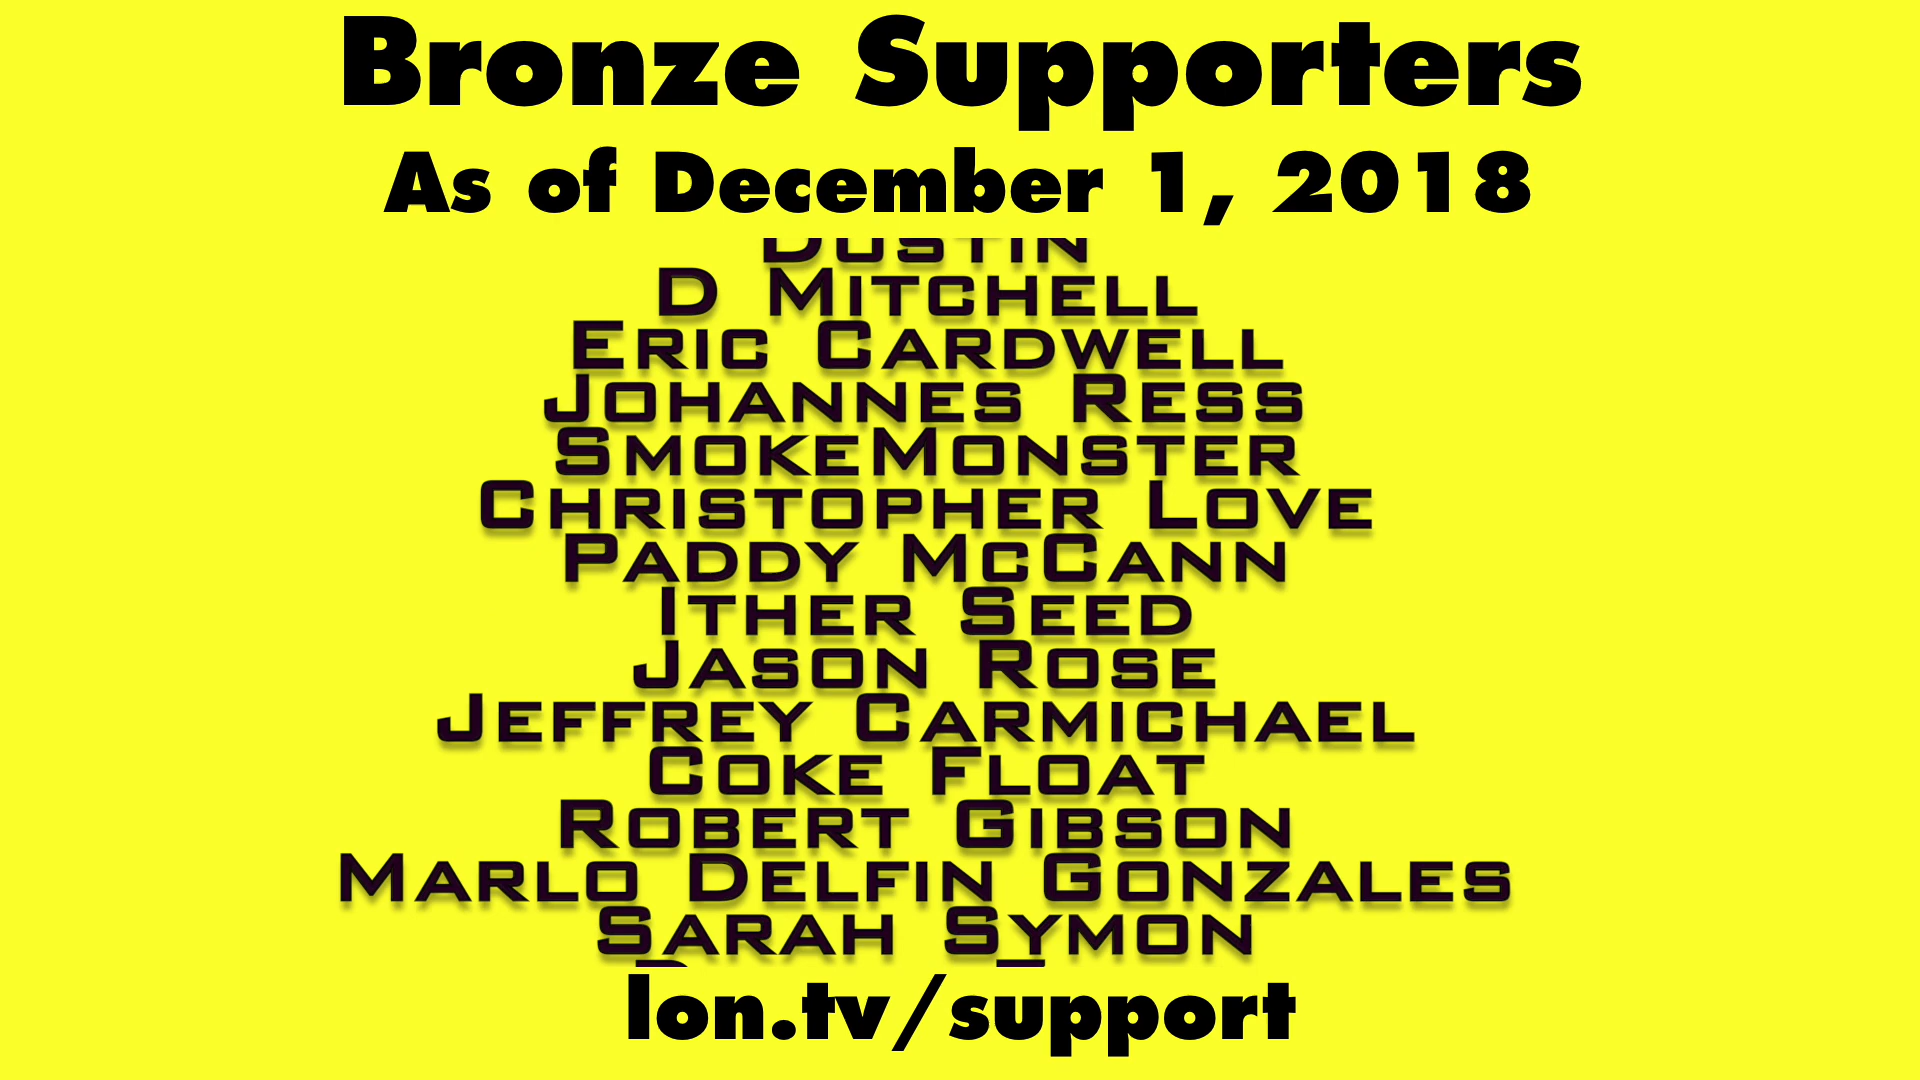 Bronze Supporters
As of December 1, 2018
Dustin
D Mitchell
Eric Cardwell
Johannes Ress
SmokeMonster
Christopher Love
Paddy McCann
Ither Seed
Jason Rose
Jeffrey Carmichael
Coke Float
Robert Gibson
Marlo Delfin Gonzales
Sarah Symon
lon.tv/support